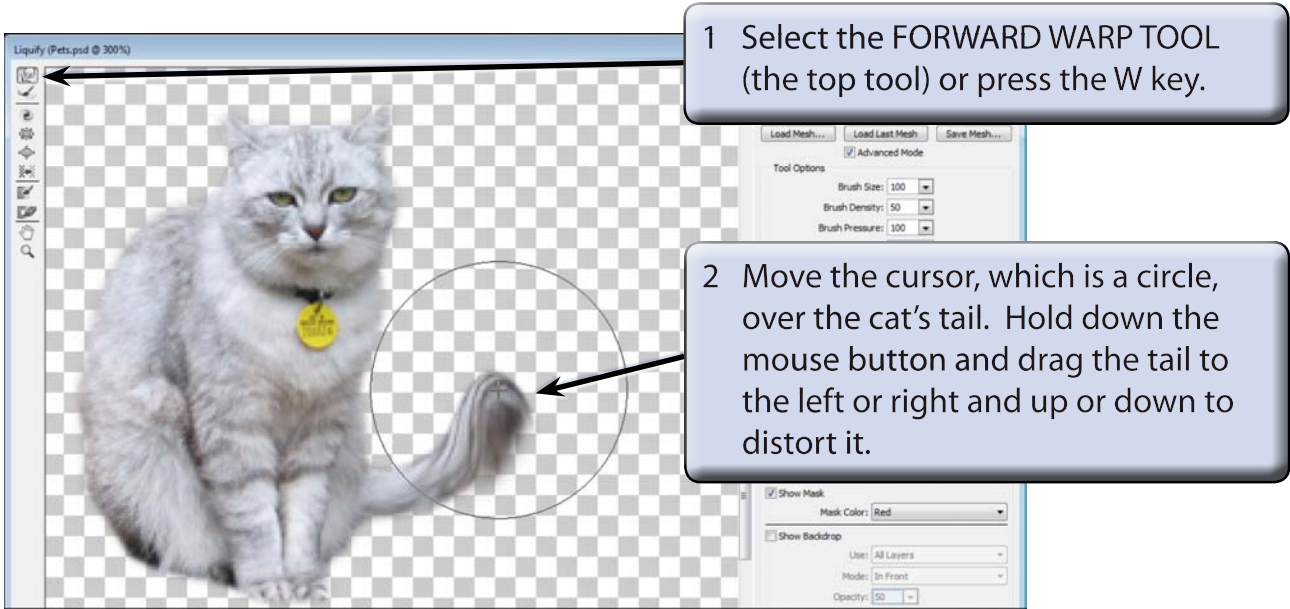 Liquify (Pets.psd @ 300%)
1 Select the FORWARD WARP TOOL
(the top tool) or press the W key.
Load Mesh... Load Last Mesh Save Mesh...
Advanced Mode
Tool Options
Brush Size: 100
Brush Density: 50
Brush Pressure: 100
2 Move the cursor, which is a circle,
over the cat's tail. Hold down the
mouse button and drag the tail to
the left or right and up or down to
distort it.
Show Mask
Mask Color: Red
Show Backdrop
Use: All Layers
Mode: In Front
Opacity: 50